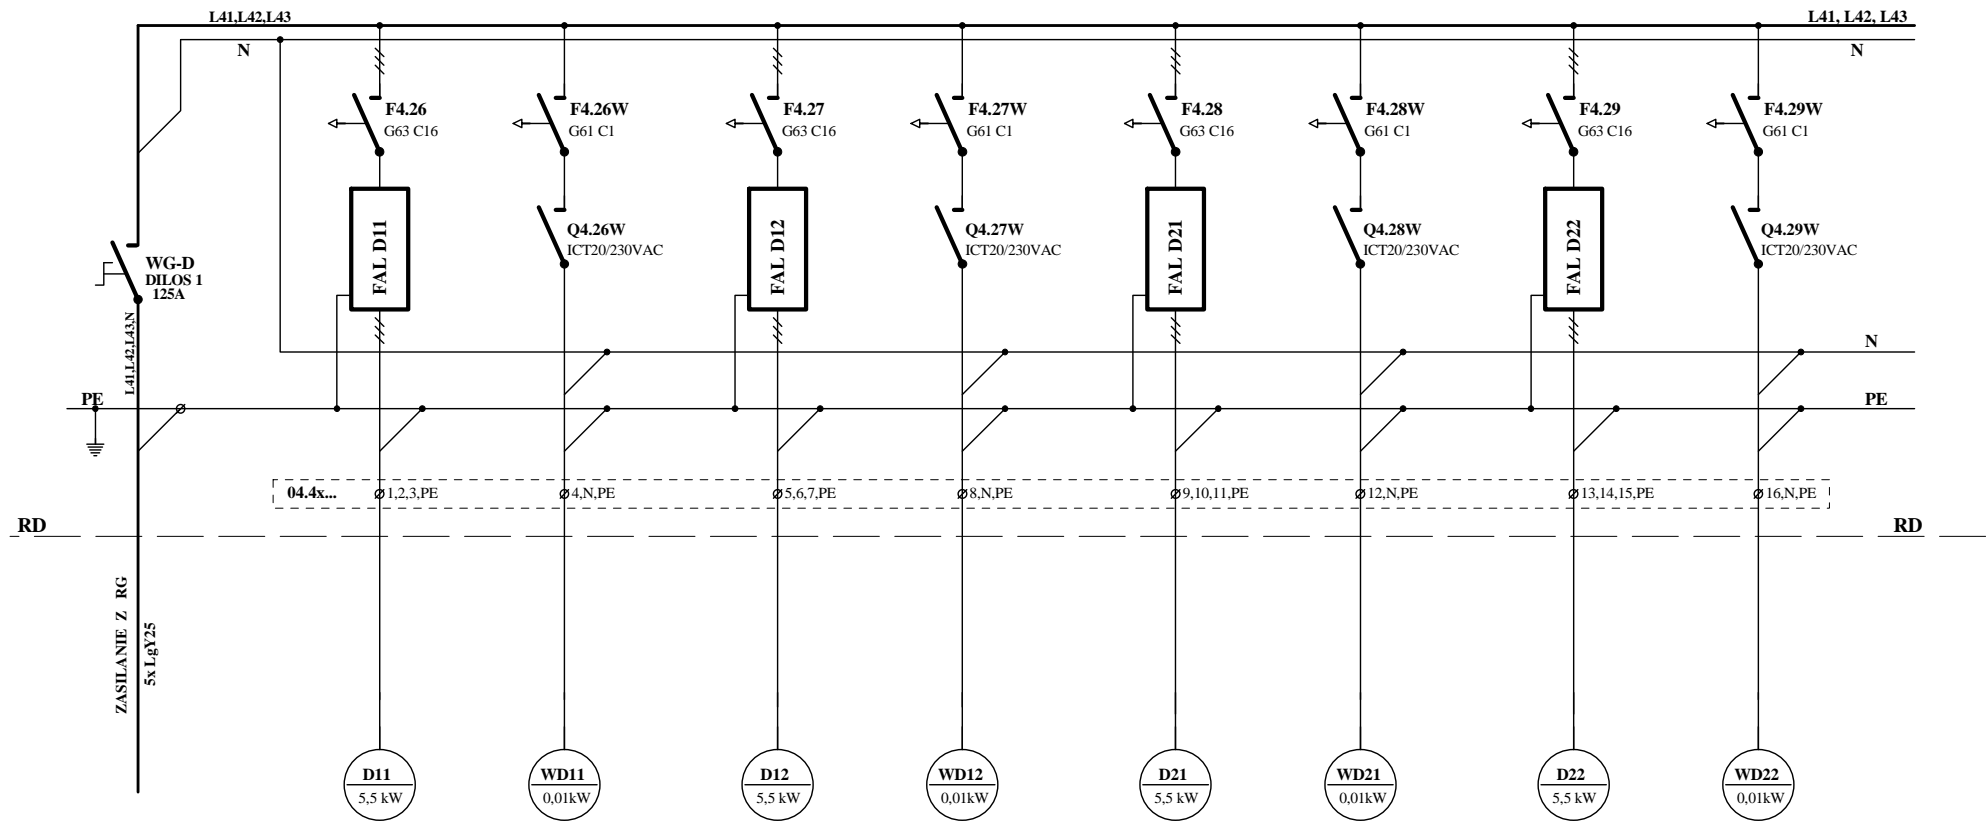 L41,L42,L43
L41, L42, L43
N
N
F4.26
G63 C16
F4.26W
G61 C1
F4.27
G63 C16
F4.27W
G61 C1
F4.28
G63 C16
F4.28W
G61 C1
F4.29
G63 C16
F4.29W
G61 C1
FAL D11
Q4.26W
ICT20/230VAC
FAL D12
Q4.27W
ICT20/230VAC
FAL D21
Q4.28W
ICT20/230VAC
FAL D22
Q4.29W
ICT20/230VAC
WG-D
DILOS 1
125A
L41,L42,L43,N
N
PE
PE
04.4x...
1,2,3,PE
4,N,PE
5,6,7,PE
8,N,PE
9,10,11,PE
12,N,PE
13,14,15,PE
16,N,PE
RD
RD
ZASILANIE Z RG
5x LgY25
D11
5,5 kW
WD11
0,01kW
D12
5,5 kW
WD12
0,01kW
D21
5,5 kW
WD21
0,01kW
D22
5,5 kW
WD22
0,01kW